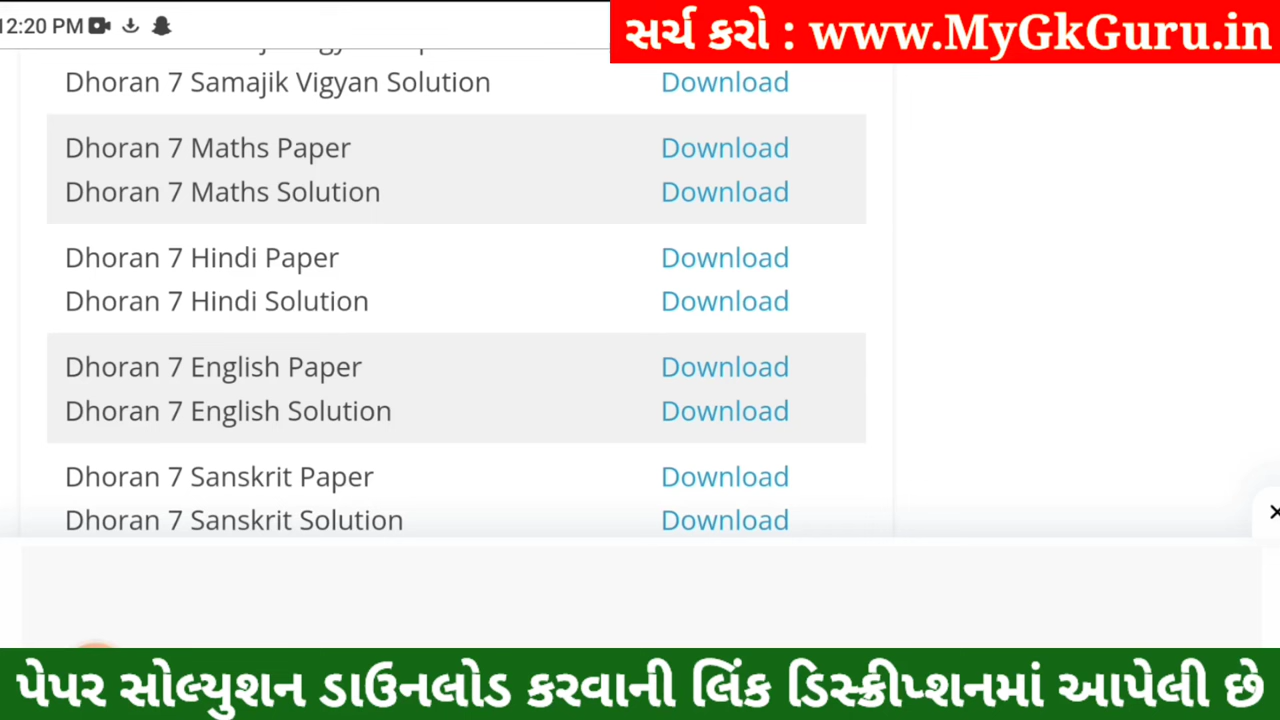 12:20 PM
સર્ચ કરો : www.MyGkGuru.in
Dhoran 7 Samajik Vigyan Solution Download
Dhoran 7 Maths Paper Download
Dhoran 7 Maths Solution Download
Dhoran 7 Hindi Paper Download
Dhoran 7 Hindi Solution Download
Dhoran 7 English Paper Download
Dhoran 7 English Solution Download
Dhoran 7 Sanskrit Paper Download
Dhoran 7 Sanskrit Solution Download
પેપર સોલ્યુશન ડાઉનલોડ કરવાની લિંક ડિસ્ક્રીપ્શનમાં આપેલી છે